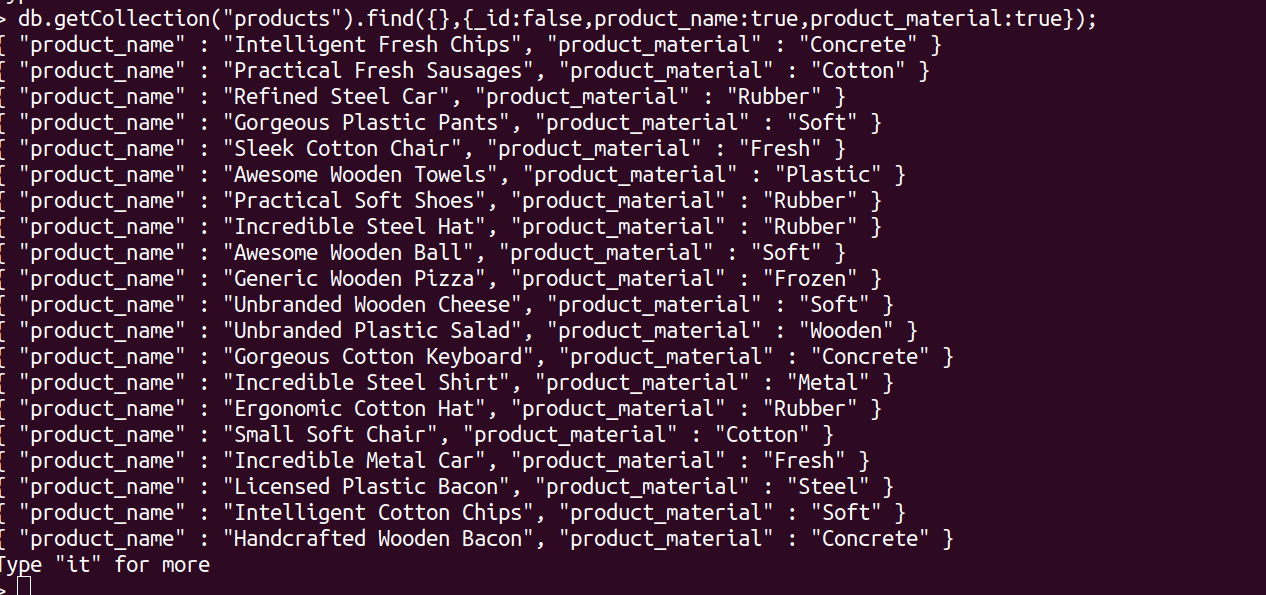 > db.getCollection("products").find({},{_id:false,product_name:true,product_material:true});
{ "product_name" : "Intelligent Fresh Chips", "product_material" : "Concrete" }
{ "product_name" : "Practical Fresh Sausages", "product_material" : "Cotton" }
{ "product_name" : "Refined Steel Car", "product_material" : "Rubber" }
{ "product_name" : "Gorgeous Plastic Pants", "product_material" : "Soft" }
{ "product_name" : "Sleek Cotton Chair", "product_material" : "Fresh" }
{ "product_name" : "Awesome Wooden Towels", "product_material" : "Plastic" }
{ "product_name" : "Practical Soft Shoes", "product_material" : "Rubber" }
{ "product_name" : "Incredible Steel Hat", "product_material" : "Rubber" }
{ "product_name" : "Awesome Wooden Ball", "product_material" : "Soft" }
{ "product_name" : "Generic Wooden Pizza", "product_material" : "Frozen" }
{ "product_name" : "Unbranded Wooden Cheese", "product_material" : "Soft" }
{ "product_name" : "Unbranded Plastic Salad", "product_material" : "Wooden" }
{ "product_name" : "Gorgeous Cotton Keyboard", "product_material" : "Concrete" }
{ "product_name" : "Incredible Steel Shirt", "product_material" : "Metal" }
{ "product_name" : "Ergonomic Cotton Hat", "product_material" : "Rubber" }
{ "product_name" : "Small Soft Chair", "product_material" : "Cotton" }
{ "product_name" : "Incredible Metal Car", "product_material" : "Fresh" }
{ "product_name" : "Licensed Plastic Bacon", "product_material" : "Steel" }
{ "product_name" : "Intelligent Cotton Chips", "product_material" : "Soft" }
{ "product_name" : "Handcrafted Wooden Bacon", "product_material" : "Concrete" }
Type "it" for more
>